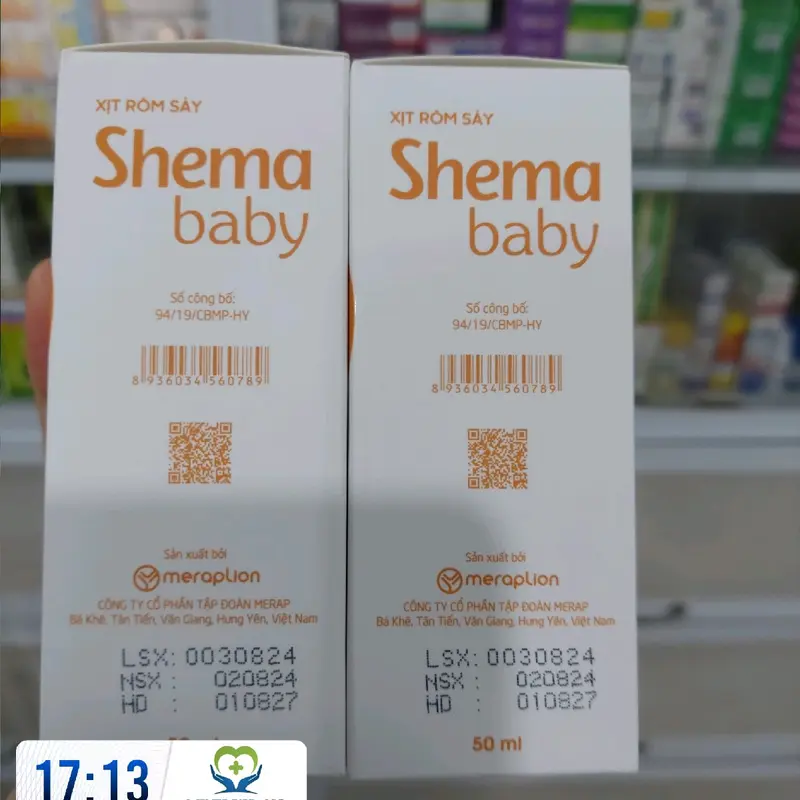 XỊT RÔM SẢY
Shema
baby
Số công bố:
94/19/CBMP-HY
8 936034 560789
Sản xuất bởi
meraplion
CÔNG TY CỔ PHẦN TẬP ĐOÀN MERAP
Bá Khê, Tân Tiến, Văn Giang, Hưng Yên, Việt Nam
LSX: 0030824
NSX : 020824
HD : 010827
XỊT RÔM SẢY
Shema
baby
Số công bố:
94/19/CBMP-HY
8 936034 560789
Sản xuất bởi
meraplion
CÔNG TY CỔ PHẦN TẬP ĐOÀN MERAP
Bá Khê, Tân Tiến, Văn Giang, Hưng Yên, Việt Nam
LSX: 0030824
NSX : 020824
HD : 010827
50 ml
17:13